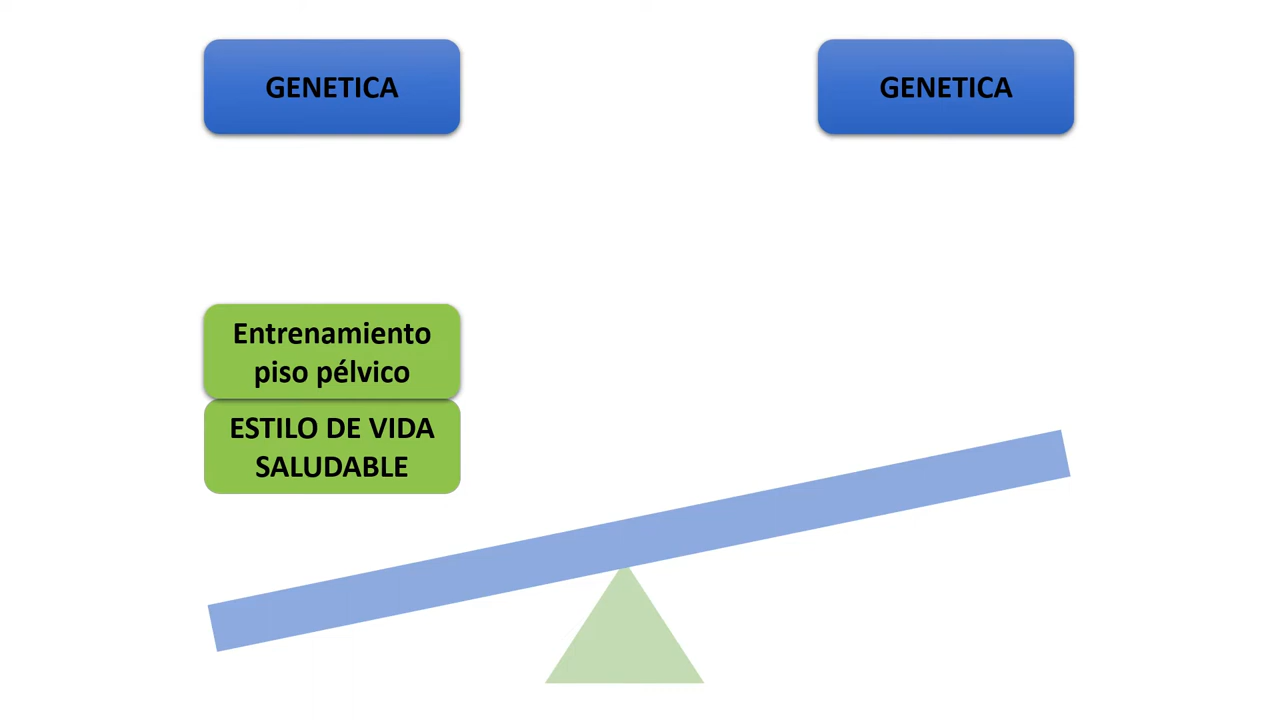 GENETICA
GENETICA
Entrenamiento
piso pélvico
ESTILO DE VIDA
SALUDABLE